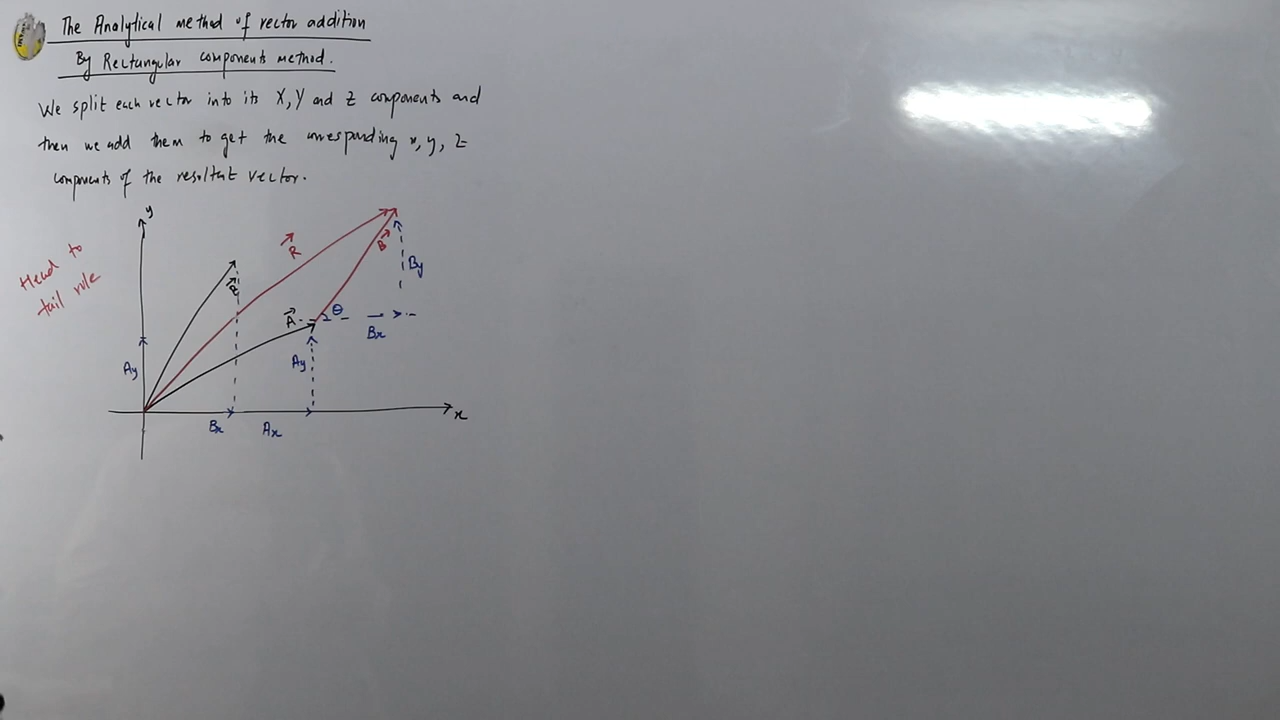 The Analytical method of vector addition
By Rectangular components method.
We split each vector into its X, Y and Z components and
then we add them to get the corresponding x, y, z
components of the resultant vector.
y
Head to
tail rule
R
B
By
A
θ
Bx
Ay
Ay
x
Bx
Ax